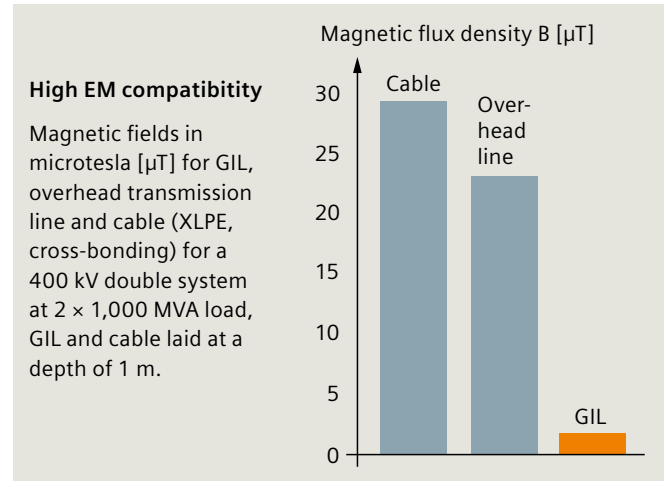 High EM compatibitity
Magnetic fields in
microtesla [µT] for GIL,
overhead transmission
line and cable (XLPE,
cross-bonding) for a
400 kV double system
at 2 × 1,000 MVA load,
GIL and cable laid at a
depth of 1 m.
Magnetic flux density B [µT]
30
25
20
15
10
5
0
Cable
Over-
head
line
GIL